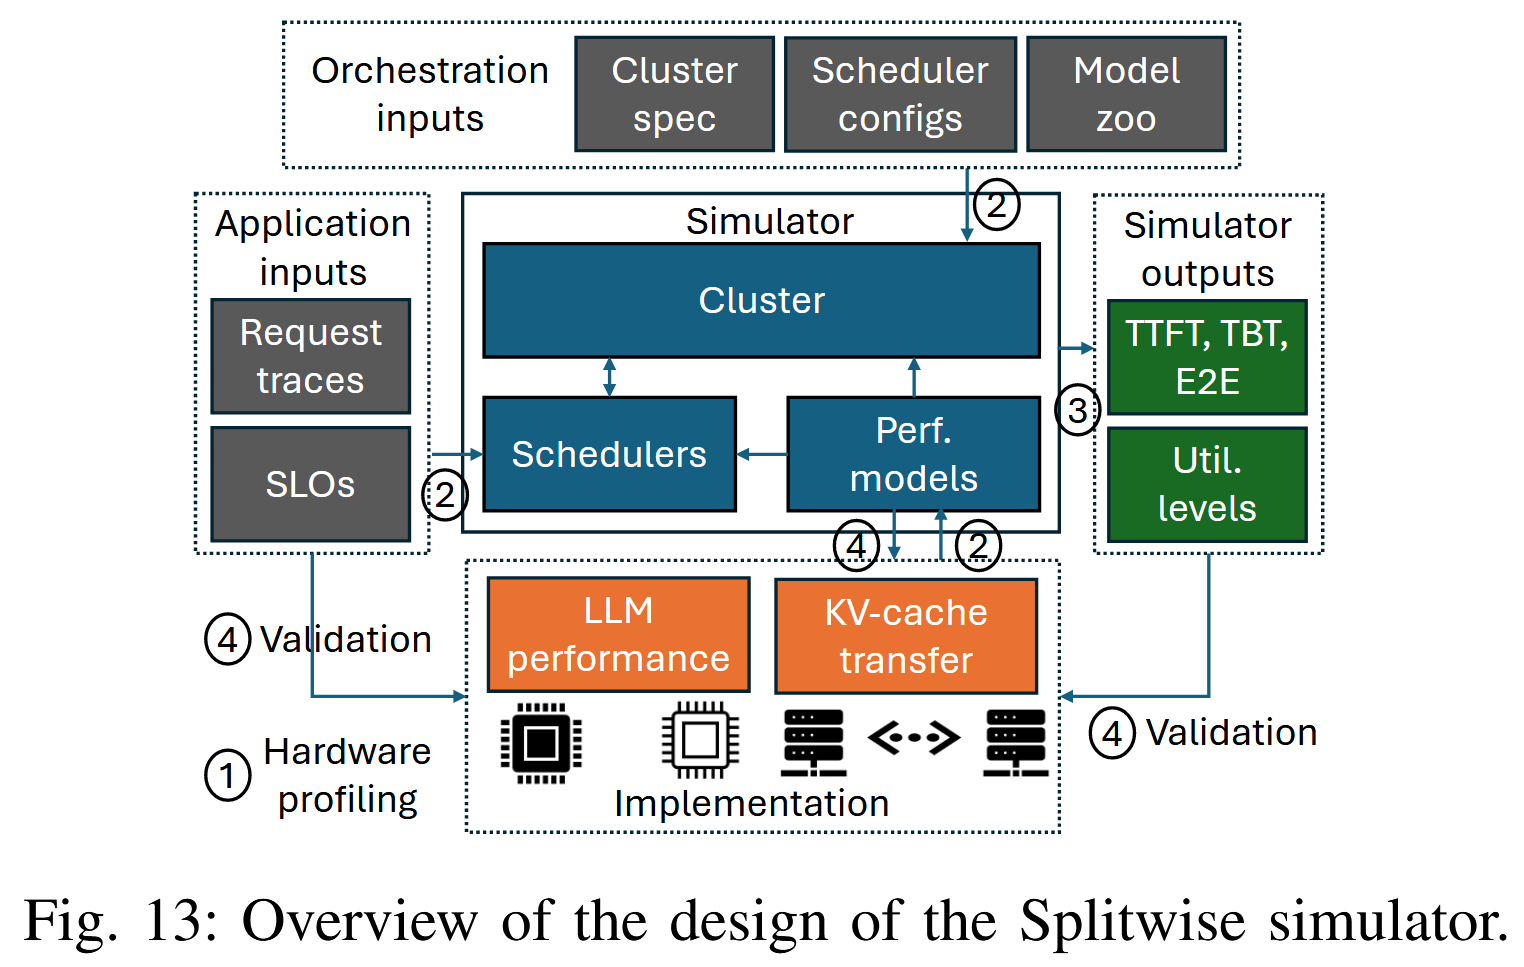 Orchestration
inputs
Cluster
spec
Scheduler
configs
Model
zoo
2
Application
inputs
Request
traces
SLOs
2
Simulator
Cluster
Schedulers
Perf.
models
3
Simulator
outputs
TTFT, TBT,
E2E
Util.
levels
4
2
LLM
performance
KV-cache
transfer
Implementation
4 Validation
1 Hardware
profiling
4 Validation
Fig. 13: Overview of the design of the Splitwise simulator.